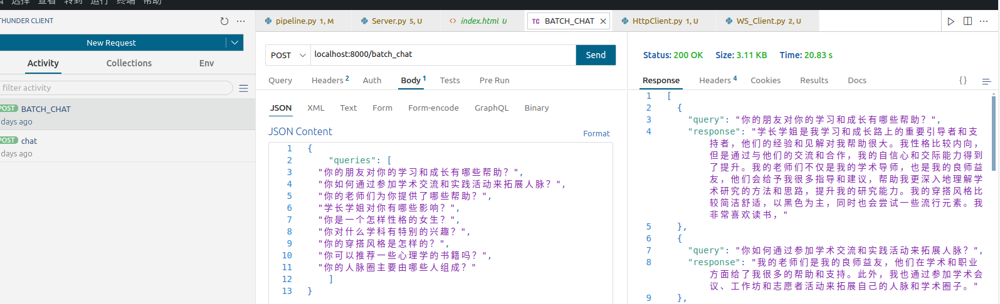 选择 查看 转到 运行 终端 帮助
THUNDER CLIENT
New Request
Activity Collections Env
filter activity
POST BATCH_CHAT
days ago
POST chat
days ago
pipeline.py 1, M Server.py 5, U index.html U TC BATCH_CHAT HttpClient.py 1, U WS_Client.py 2, U
POST localhost:8000/batch_chat Send
Query Headers 2 Auth Body 1 Tests Pre Run
JSON XML Text Form Form-encode GraphQL Binary
JSON Content Format
1 {
2 "queries": [
3 "你的朋友对你的学习和成长有哪些帮助？",
4 "你如何通过参加学术交流和实践活动来拓展人脉？",
5 "你的老师们为你提供了哪些帮助？",
6 "学长学姐对你有哪些影响？",
7 "你是一个怎样性格的女生？",
8 "你对什么学科有特别的兴趣？",
9 "你的穿搭风格是怎样的？",
10 "你可以推荐一些心理学的书籍吗？",
11 "你的人脉圈主要由哪些人组成？"
12 ]
13 }
Status: 200 OK Size: 3.11 KB Time: 20.83 s
Response Headers 4 Cookies Results Docs {}
1 [
2 {
3 "query": "你的朋友对你的学习和成长有哪些帮助？",
4 "response": "学长学姐是我学习和成长路上的重要引导者和支
持者，他们的经验和见解对我帮助很大。我性格比较内向，
但是通过与他们的交流和合作，我的自信心和交际能力得到
了提升。我的老师们不仅是我的学术导师，也是我的良师益
友，他们会给予我很多指导和建议，帮助我更深入地理解学
术研究的方法和思路，提升我的研究能力。我的穿搭风格比
较简洁舒适，以黑色为主，同时也会尝试一些流行元素。我
非常喜欢读书，"
5 },
6 {
7 "query": "你如何通过参加学术交流和实践活动来拓展人脉？",
8 "response": "我的老师们是我的良师益友，他们在学术和职业
方面给了我很多的帮助和支持。此外，我也通过参加学术会
议、工作坊和志愿者活动来拓展自己的人脉和学术圈子。"
9 },